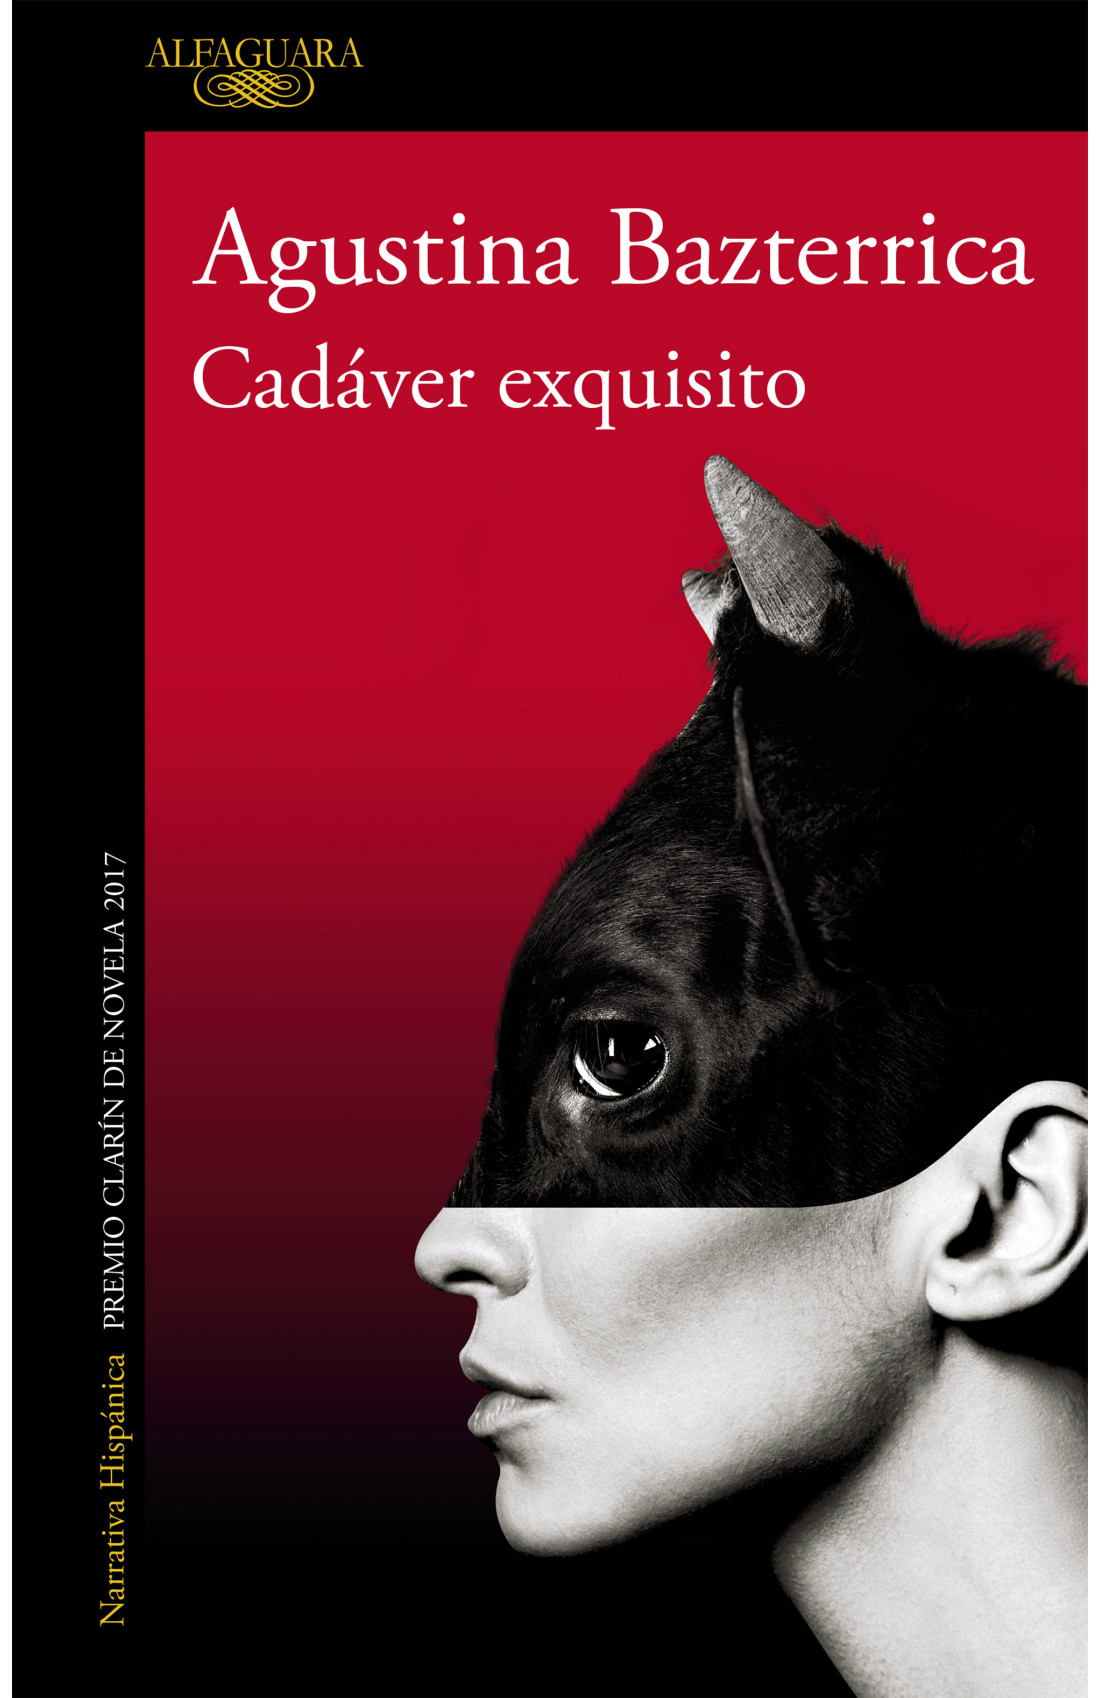 ALFAGUARA
Agustina Bazterrica
Cadáver exquisito
Narrativa Hispánica PREMIO CLARÍN DE NOVELA 2017